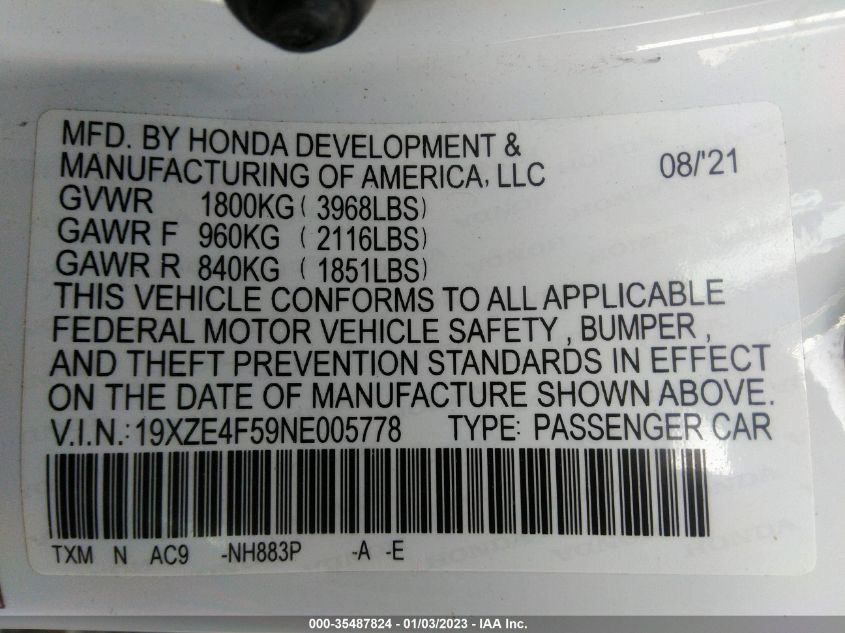 MFD. BY HONDA DEVELOPMENT &
MANUFACTURING OF AMERICA, LLC 08/'21
GVWR 1800KG ( 3968LBS)
GAWR F 960KG ( 2116LBS)
GAWR R 840KG ( 1851LBS)
THIS VEHICLE CONFORMS TO ALL APPLICABLE
FEDERAL MOTOR VEHICLE SAFETY , BUMPER ,
AND THEFT PREVENTION STANDARDS IN EFFECT
ON THE DATE OF MANUFACTURE SHOWN ABOVE.
V.I.N.: 19XZE4F59NE005778 TYPE: PASSENGER CAR
TXM N AC9 -NH883P -A -E
000-35487824 - 01/03/2023 - IAA Inc.